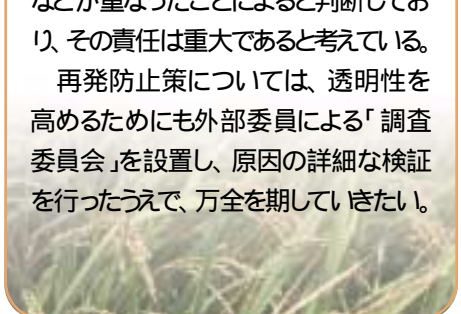 などが重なったことによると判断してお
り、その責任は重大であると考えている。
再発防止策については、透明性を
高めるためにも外部委員による「調査
委員会」を設置し、原因の詳細な検証
を行ったうえで、万全を期していきたい。